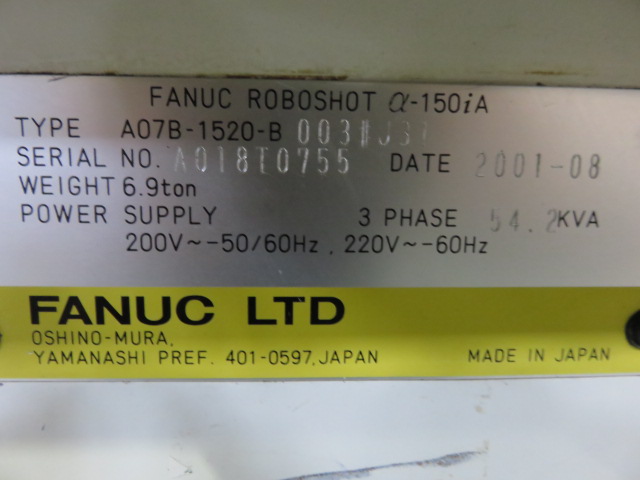 FANUC ROBOSHOT α-150iA
TYPE A07B-1520-B
SERIAL NO. A018T0755 DATE 2001-08
WEIGHT 6.9ton
POWER SUPPLY 3 PHASE 54.2KVA
200V~-50/60Hz, 220V~-60Hz
FANUC LTD
OSHINO-MURA,
YAMANASHI PREF. 401-0597, JAPAN
MADE IN JAPAN